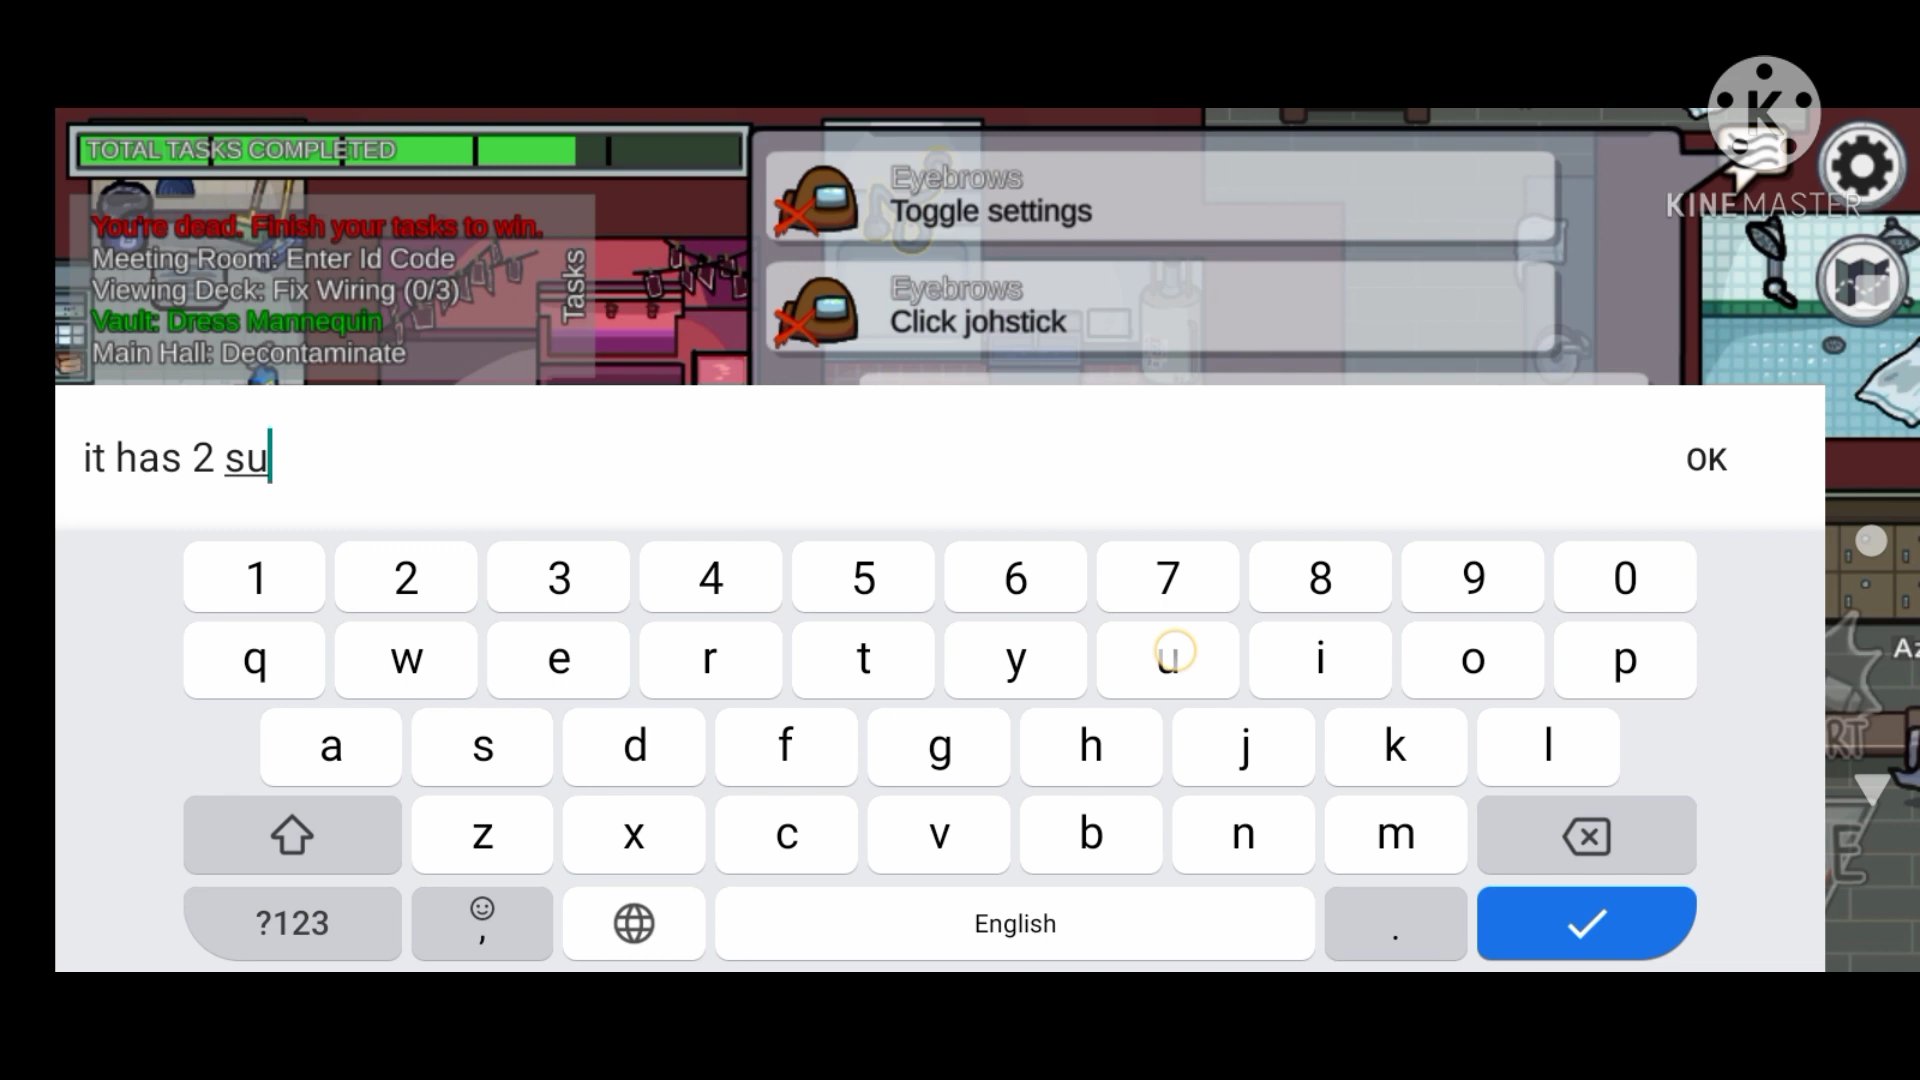 TOTAL TASKS COMPLETED
You're dead. Finish your tasks to win.
Meeting Room: Enter Id Code
Viewing Deck: Fix Wiring (0/3)
Vault: Dress Mannequin
Main Hall: Decontaminate
Tasks
Eyebrows
Toggle settings
Eyebrows
Click johstick
K
KINEMASTER
it has 2 su
OK
1 2 3 4 5 6 7 8 9 0
q w e r t y u i o p
a s d f g h j k l
z x c v b n m
?123 , English .
Az
RT
E